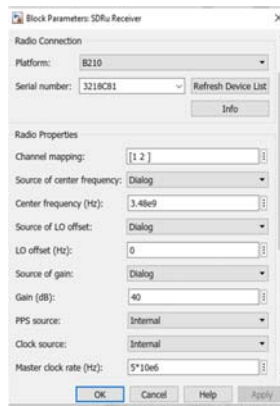 Block Parameters: SDRu Receiver
Radio Connection
Platform: B210
Serial number: 3218C81 Refresh Device List
Info
Radio Properties
Channel mapping: [1 2 ]
Source of center frequency: Dialog
Center frequency (Hz): 3.48e9
Source of LO offset: Dialog
LO offset (Hz): 0
Source of gain: Dialog
Gain (dB): 40
PPS source: Internal
Clock source: Internal
Master clock rate (Hz): 5*10e6
OK Cancel Help Apply